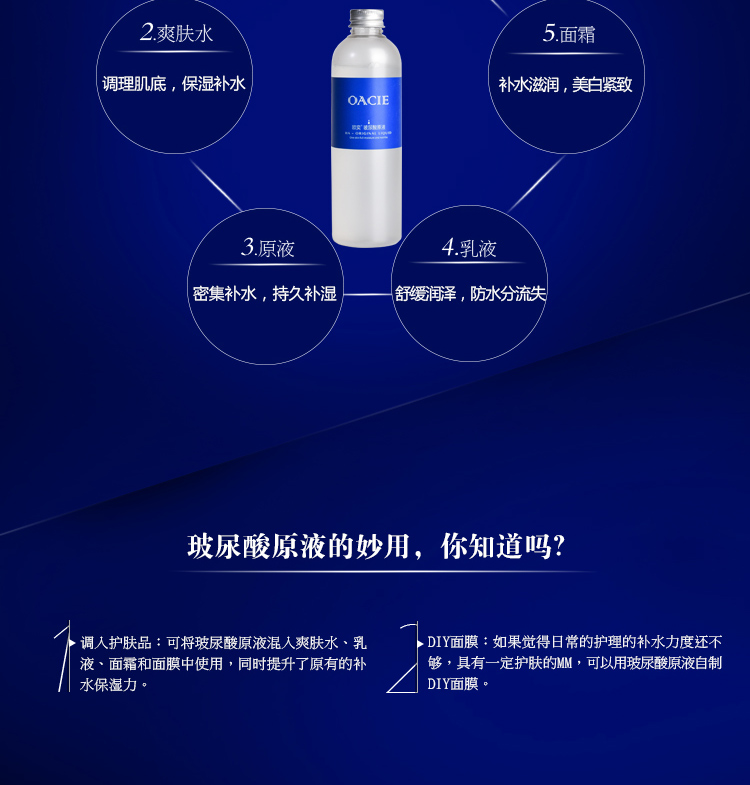 2.爽肤水
调理肌底，保湿补水
5.面霜
补水滋润，美白紧致
OACIE
3.原液
密集补水，持久补湿
4.乳液
舒缓润泽，防水分流失
玻尿酸原液的妙用，你知道吗？
1
调入护肤品：可将玻尿酸原液混入爽肤水、乳
液、面霜和面膜中使用，同时提升了原有的补
水保湿力。
2
DIY面膜：如果觉得日常的护理的补水力度还不
够，具有一定护肤的MM，可以用玻尿酸原液自制
DIY面膜。